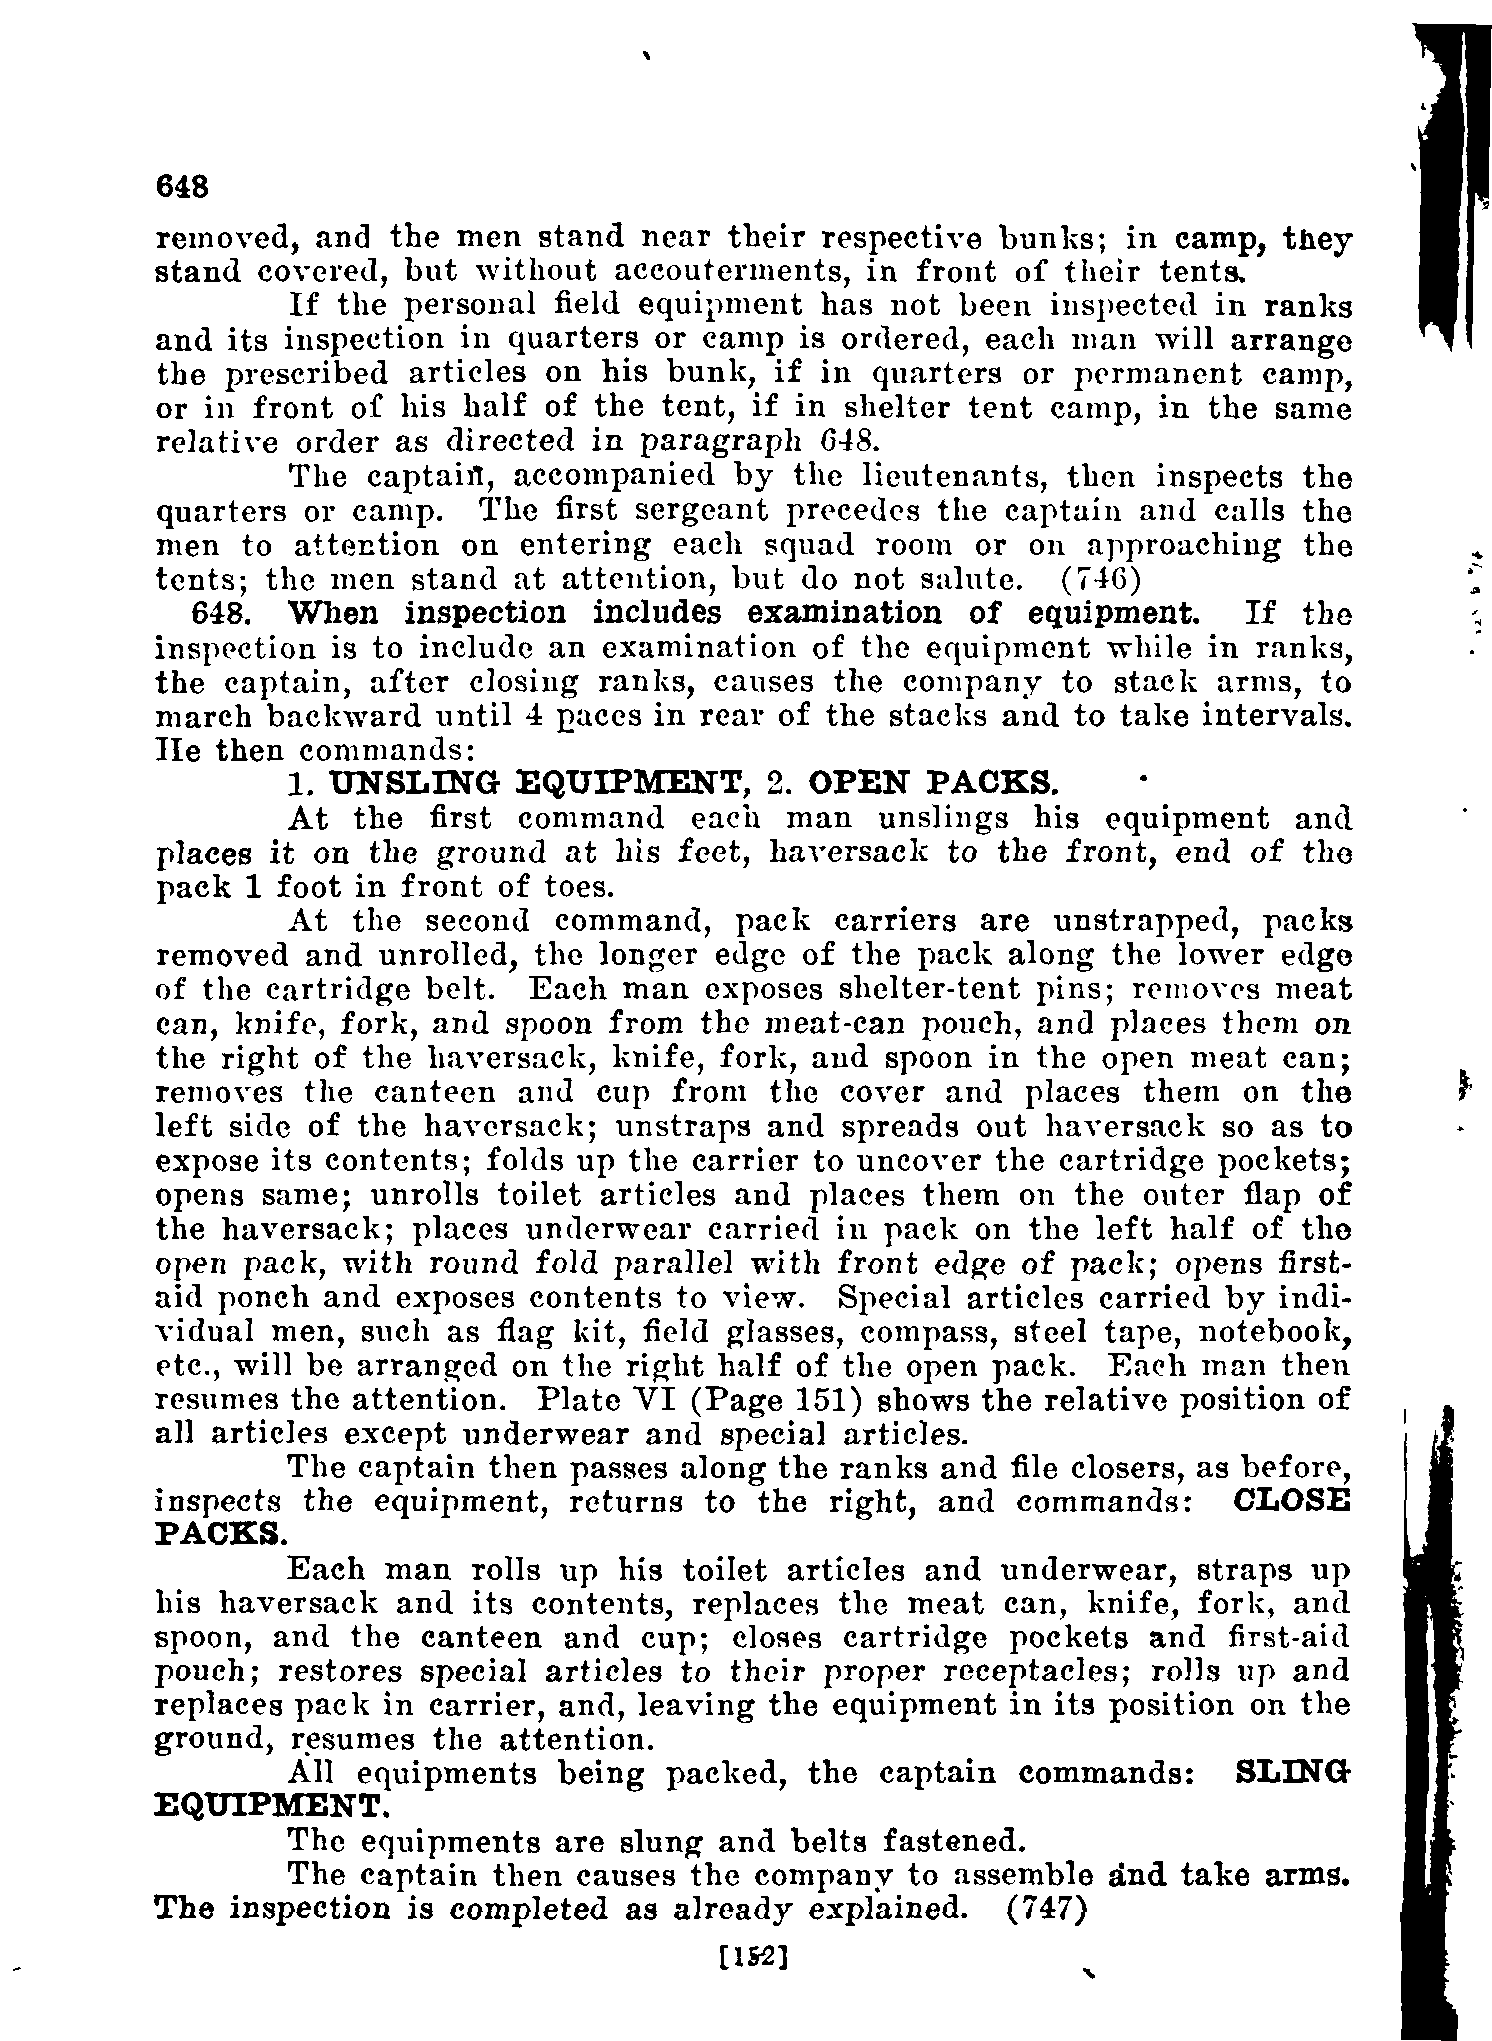 648
removed, and the men stand near their respective bunks; in camp, they
stand covered, but without accouterments, in front of their tents.
If the personal field equipment has not been inspected in ranks
and its inspection in quarters or camp is ordered, each man will arrange
the prescribed articles on his bunk, if in quarters or permanent camp,
or in front of his half of the tent, if in shelter tent camp, in the same
relative order as directed in paragraph 648.
The captain, accompanied by the lieutenants, then inspects the
quarters or camp. The first sergeant precedes the captain and calls the
men to attention on entering each squad room or on approaching the
tents; the men stand at attention, but do not salute. (746)
648. When inspection includes examination of equipment. If the
inspection is to include an examination of the equipment while in ranks,
the captain, after closing ranks, causes the company to stack arms, to
march backward until 4 paces in rear of the stacks and to take intervals.
He then commands:
1. UNSLING EQUIPMENT, 2. OPEN PACKS.
At the first command each man unslings his equipment and
places it on the ground at his feet, haversack to the front, end of the
pack 1 foot in front of toes.
At the second command, pack carriers are unstrapped, packs
removed and unrolled, the longer edge of the pack along the lower edge
of the cartridge belt. Each man exposes shelter-tent pins; removes meat
can, knife, fork, and spoon from the meat-can pouch, and places them on
the right of the haversack, knife, fork, and spoon in the open meat can;
removes the canteen and cup from the cover and places them on the
left side of the haversack; unstraps and spreads out haversack so as to
expose its contents; folds up the carrier to uncover the cartridge pockets;
opens same; unrolls toilet articles and places them on the outer flap of
the haversack; places underwear carried in pack on the left half of the
open pack, with round fold parallel with front edge of pack; opens first-
aid ponch and exposes contents to view. Special articles carried by indi-
vidual men, such as flag kit, field glasses, compass, steel tape, notebook,
etc., will be arranged on the right half of the open pack. Each man then
resumes the attention. Plate VI (Page 151) shows the relative position of
all articles except underwear and special articles.
The captain then passes along the ranks and file closers, as before,
inspects the equipment, returns to the right, and commands: CLOSE
PACKS.
Each man rolls up his toilet articles and underwear, straps up
his haversack and its contents, replaces the meat can, knife, fork, and
spoon, and the canteen and cup; closes cartridge pockets and first-aid
pouch; restores special articles to their proper receptacles; rolls up and
replaces pack in carrier, and, leaving the equipment in its position on the
ground, resumes the attention.
All equipments being packed, the captain commands: SLING
EQUIPMENT.
The equipments are slung and belts fastened.
The captain then causes the company to assemble and take arms.
The inspection is completed as already explained. (747)
[152]